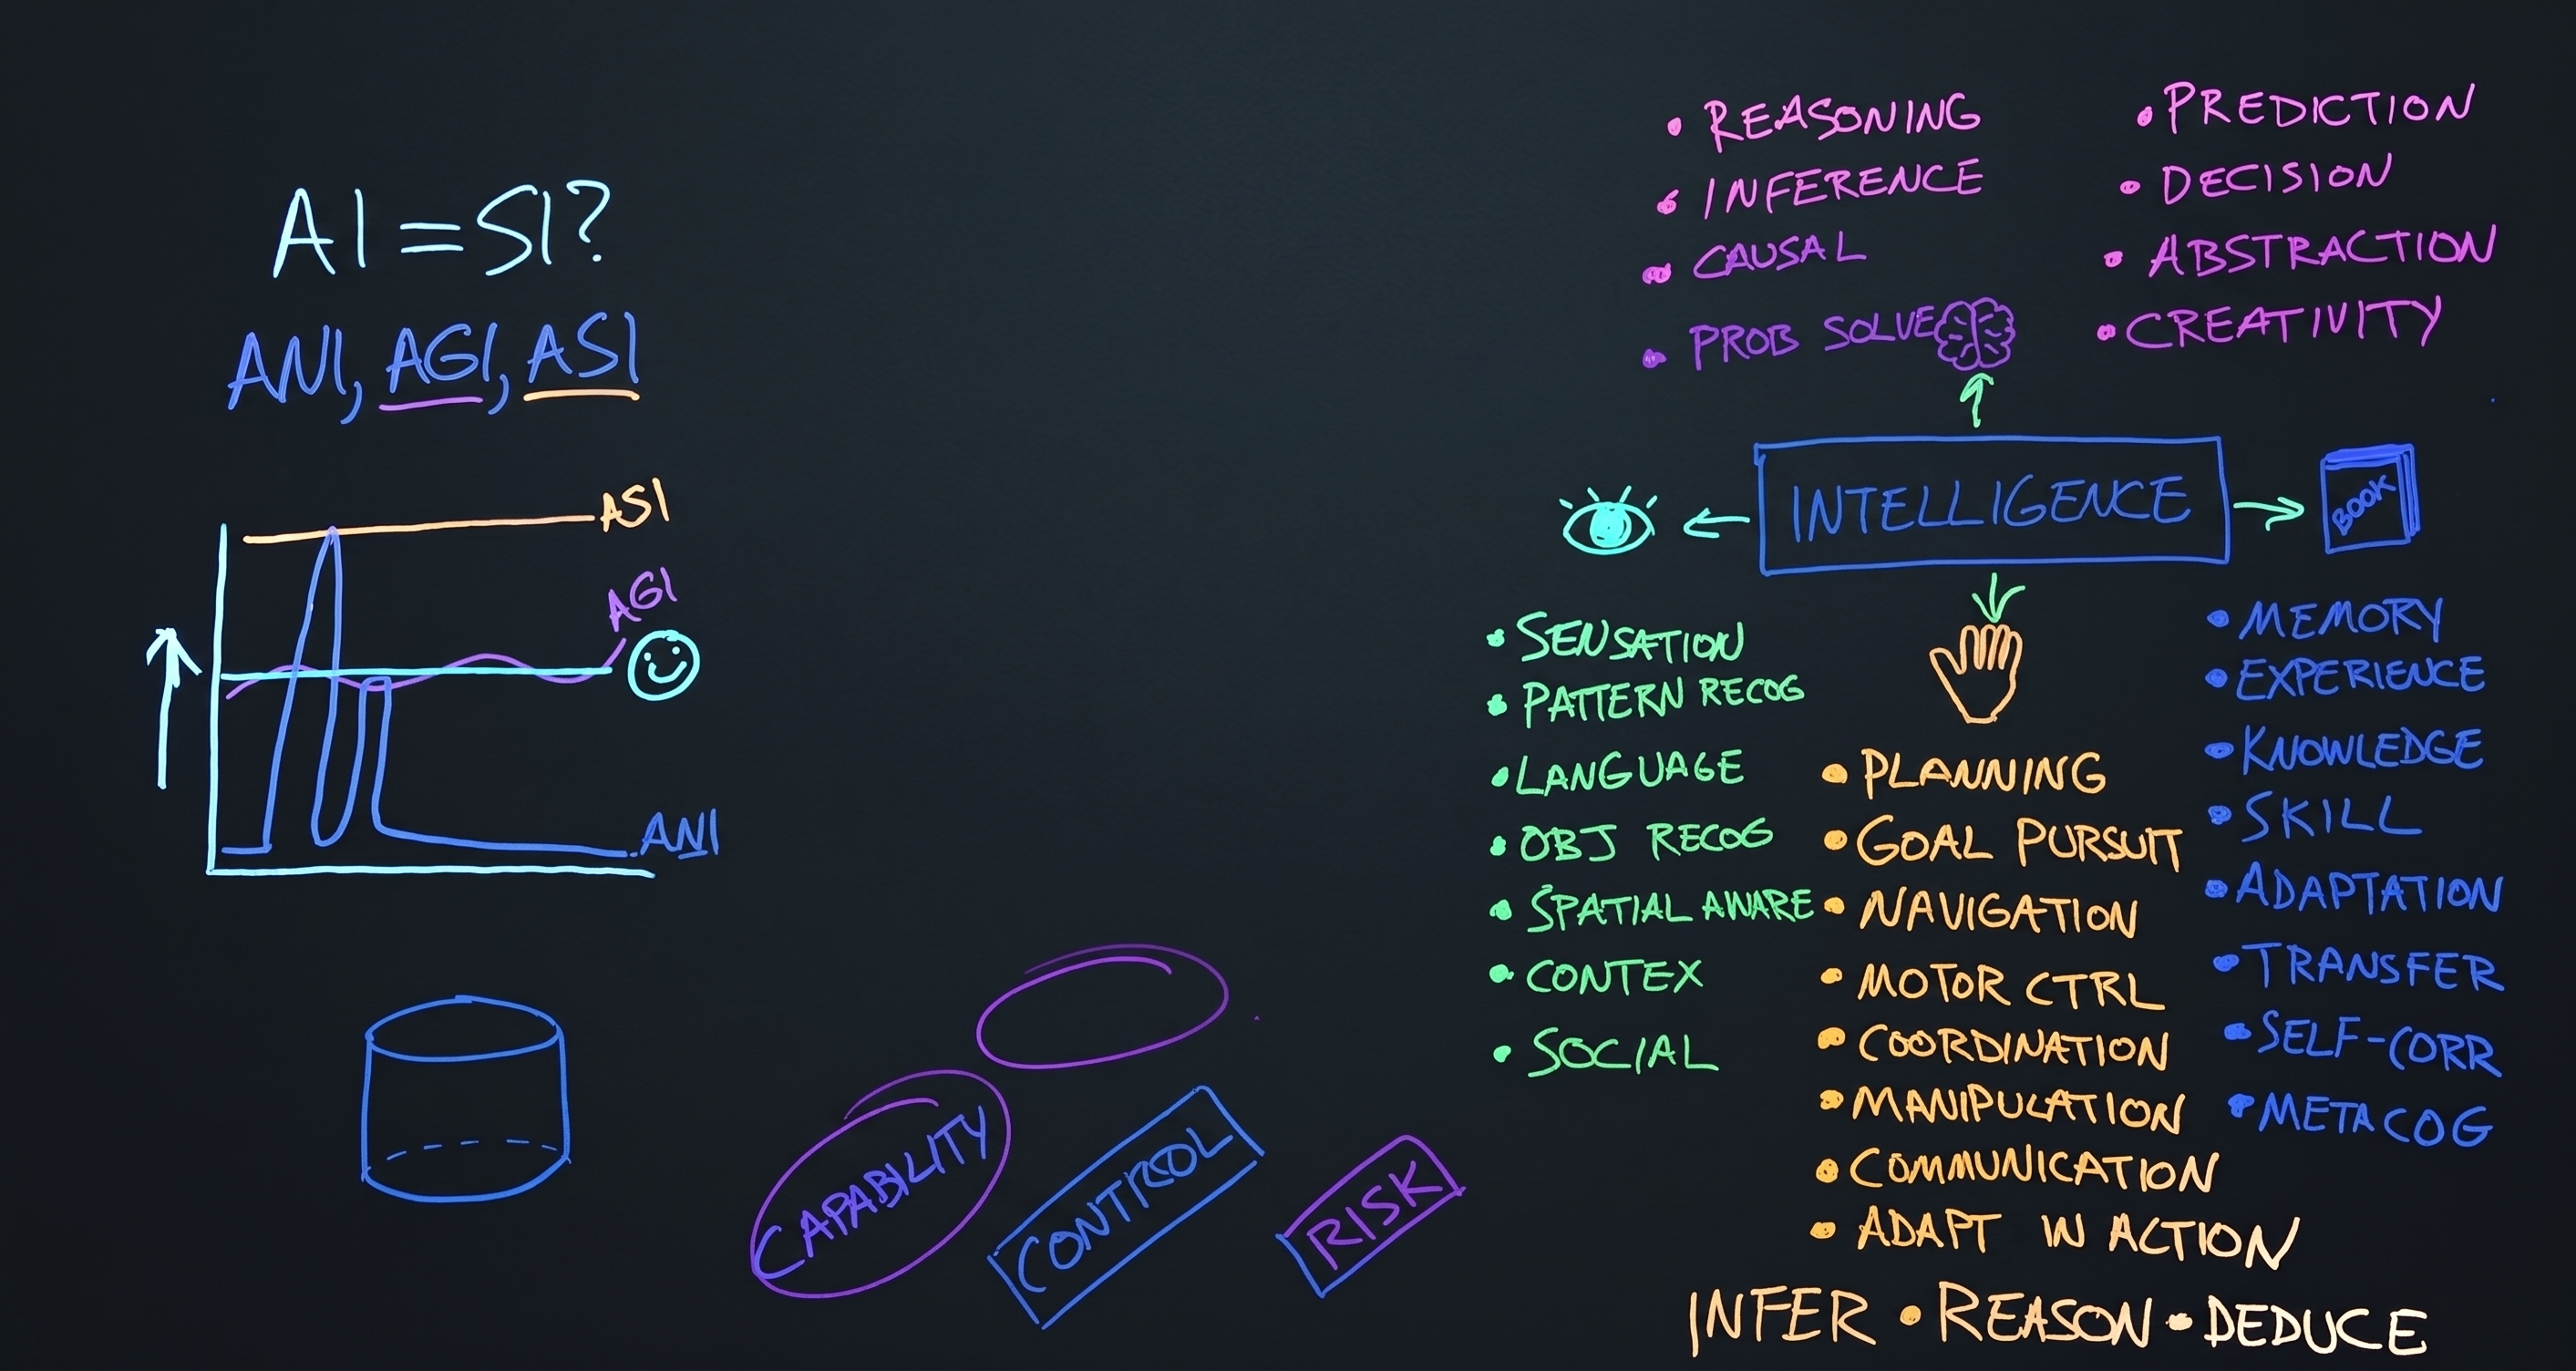 AI = SI?
ANI, AGI, ASI
ASI
AGI
ANI
CAPABILITY
CONTROL
RISK
• REASONING
• INFERENCE
• CAUSAL
• PROB SOLVE
• PREDICTION
• DECISION
• ABSTRACTION
• CREATIVITY
INTELLIGENCE
BOOK
• SENSATION
• PATTERN RECOG
• LANGUAGE
• OBJ RECOG
• SPATIAL AWARE
• CONTEX
• SOCIAL
• PLANNING
• GOAL PURSUIT
• NAVIGATION
• MOTOR CTRL
• COORDINATION
• MANIPULATION
• COMMUNICATION
• ADAPT IN ACTION
• MEMORY
• EXPERIENCE
• KNOWLEDGE
• SKILL
• ADAPTATION
• TRANSFER
• SELF-CORR
• METACOG
INFER • REASON • DEDUCE